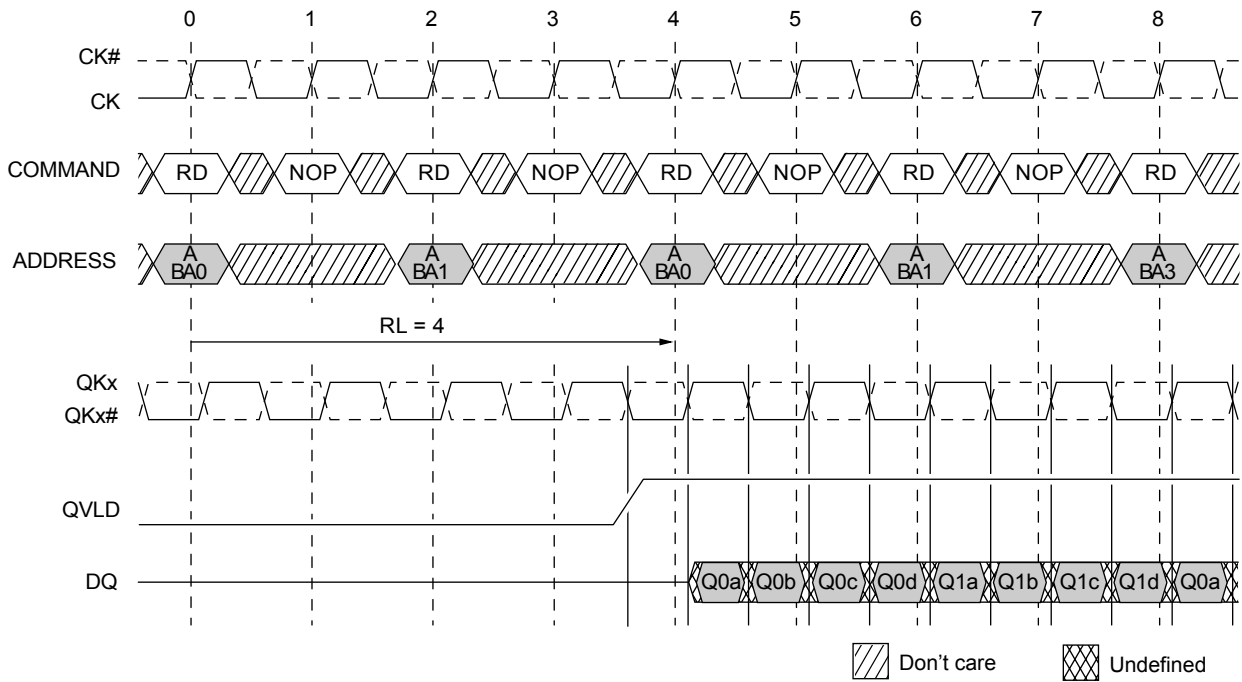 0 1 2 3 4 5 6 7 8
CK#
CK
COMMAND RD NOP RD NOP RD NOP RD NOP RD
ADDRESS A BA0 A BA1 A BA0 A BA1 A BA3
RL = 4
QKx
QKx#
QVLD
DQ Q0a Q0b Q0c Q0d Q1a Q1b Q1c Q1d Q0a
Don't care Undefined